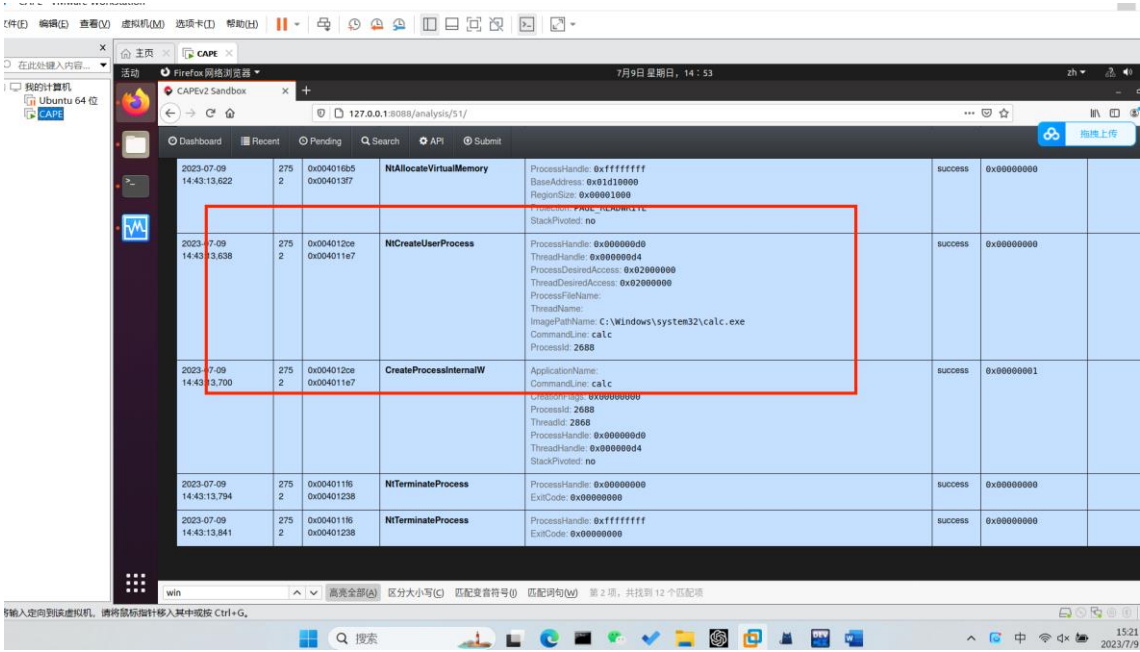 文件(F) 编辑(E) 查看(V) 虚拟机(M) 选项卡(T) 帮助(H)
在此处键入内容...
我的计算机
Ubuntu 64 位
CAPE
主页 CAPE
活动 Firefox 网络浏览器 7月9日 星期日，14：53 zh
CAPEv2 Sandbox
127.0.0.1:8088/analysis/51/
拖拽上传
Dashboard Recent Pending Search API Submit
2023-07-09 275 0x004016b5 NtAllocateVirtualMemory ProcessHandle: 0xffffffff success 0x00000000
14:43:13,622 2 0x004013f7 BaseAddress: 0x01d10000
RegionSize: 0x00001000
Protection: PAGE_READWRITE
StackPivoted: no
2023-07-09 275 0x004012ce NtCreateUserProcess ProcessHandle: 0x000000d0 success 0x00000000
14:43:13,638 2 0x004011e7 ThreadHandle: 0x000000d4
ProcessDesiredAccess: 0x02000000
ThreadDesiredAccess: 0x02000000
ProcessFileName:
ThreadName:
ImagePathName: C:\Windows\system32\calc.exe
CommandLine: calc
ProcessId: 2688
2023-07-09 275 0x004012ce CreateProcessInternalW ApplicationName: success 0x00000001
14:43:13,700 2 0x004011e7 CommandLine: calc
CreationFlags: 0x00000000
ProcessId: 2688
ThreadId: 2868
ProcessHandle: 0x000000d0
ThreadHandle: 0x000000d4
StackPivoted: no
2023-07-09 275 0x004011f6 NtTerminateProcess ProcessHandle: 0x00000000 success 0x00000000
14:43:13,794 2 0x00401238 ExitCode: 0x00000000
2023-07-09 275 0x004011f6 NtTerminateProcess ProcessHandle: 0xffffffff success 0x00000000
14:43:13,841 2 0x00401238 ExitCode: 0x00000000
win 高亮全部(A) 区分大小写(C) 匹配变音符号(I) 匹配词句(W) 第 2 项，共找到 12 个匹配项
将输入定向到该虚拟机，请将鼠标指针移入其中或按 Ctrl+G。
搜索 中 15:21
2023/7/9